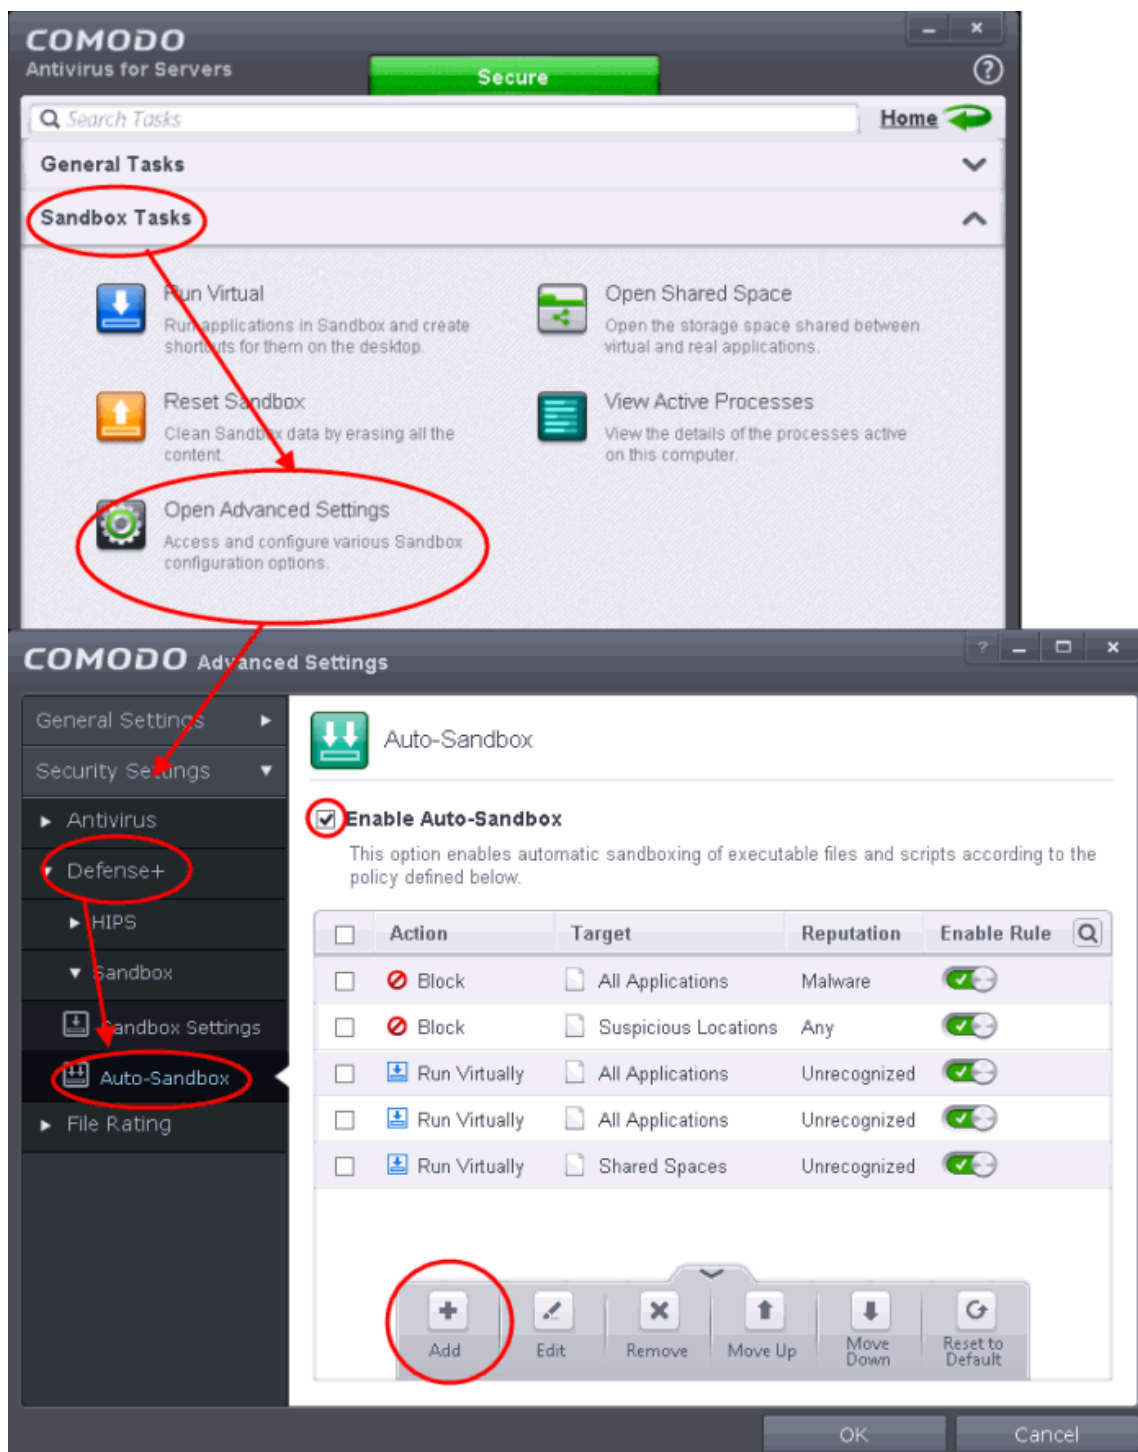 COMODO
Antivirus for Servers
Secure
?
Search Tasks
Home
General Tasks
Sandbox Tasks
Run Virtual
Run applications in Sandbox and create
shortcuts for them on the desktop.
Open Shared Space
Open the storage space shared between
virtual and real applications.
Reset Sandbox
Clean Sandbox data by erasing all the
content.
View Active Processes
View the details of the processes active
on this computer.
Open Advanced Settings
Access and configure various Sandbox
configuration options.
COMODO Advanced Settings
?
General Settings
Security Settings
Antivirus
Defense+
HIPS
Sandbox
Sandbox Settings
Auto-Sandbox
File Rating
Auto-Sandbox
Enable Auto-Sandbox
This option enables automatic sandboxing of executable files and scripts according to the
policy defined below.
Action Target Reputation Enable Rule
Block All Applications Malware
Block Suspicious Locations Any
Run Virtually All Applications Unrecognized
Run Virtually All Applications Unrecognized
Run Virtually Shared Spaces Unrecognized
Add
Edit
Remove
Move Up
Move
Down
Reset to
Default
OK
Cancel